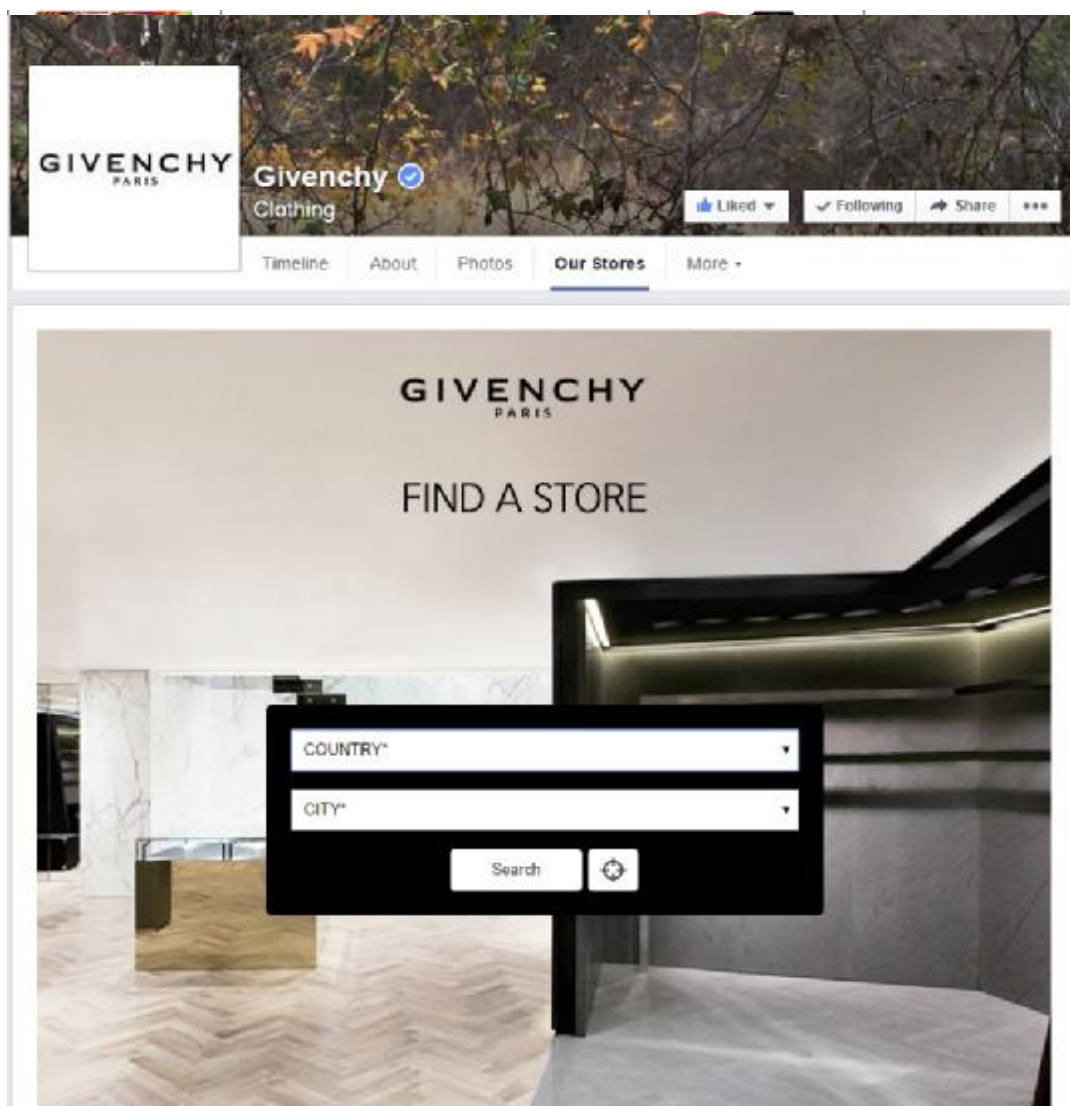 GIVENCHY
PARIS
Givenchy
Clothing
Liked
Following
Share
Timeline
About
Photos
Our Stores
More
GIVENCHY
PARIS
FIND A STORE
COUNTRY*
CITY*
Search